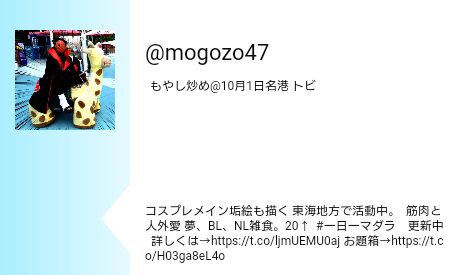 @mogozo47
もやし炒め@10月1日名港 トビ
コスプレメイン垢絵も描く 東海地方で活動中。 筋肉と
人外愛 夢、BL、NL雑食。20↑ #一日一マダラ 更新中
詳しくは→https://t.co/ljmUEMU0aj お題箱→https://t.c
o/H03ga8eL4o